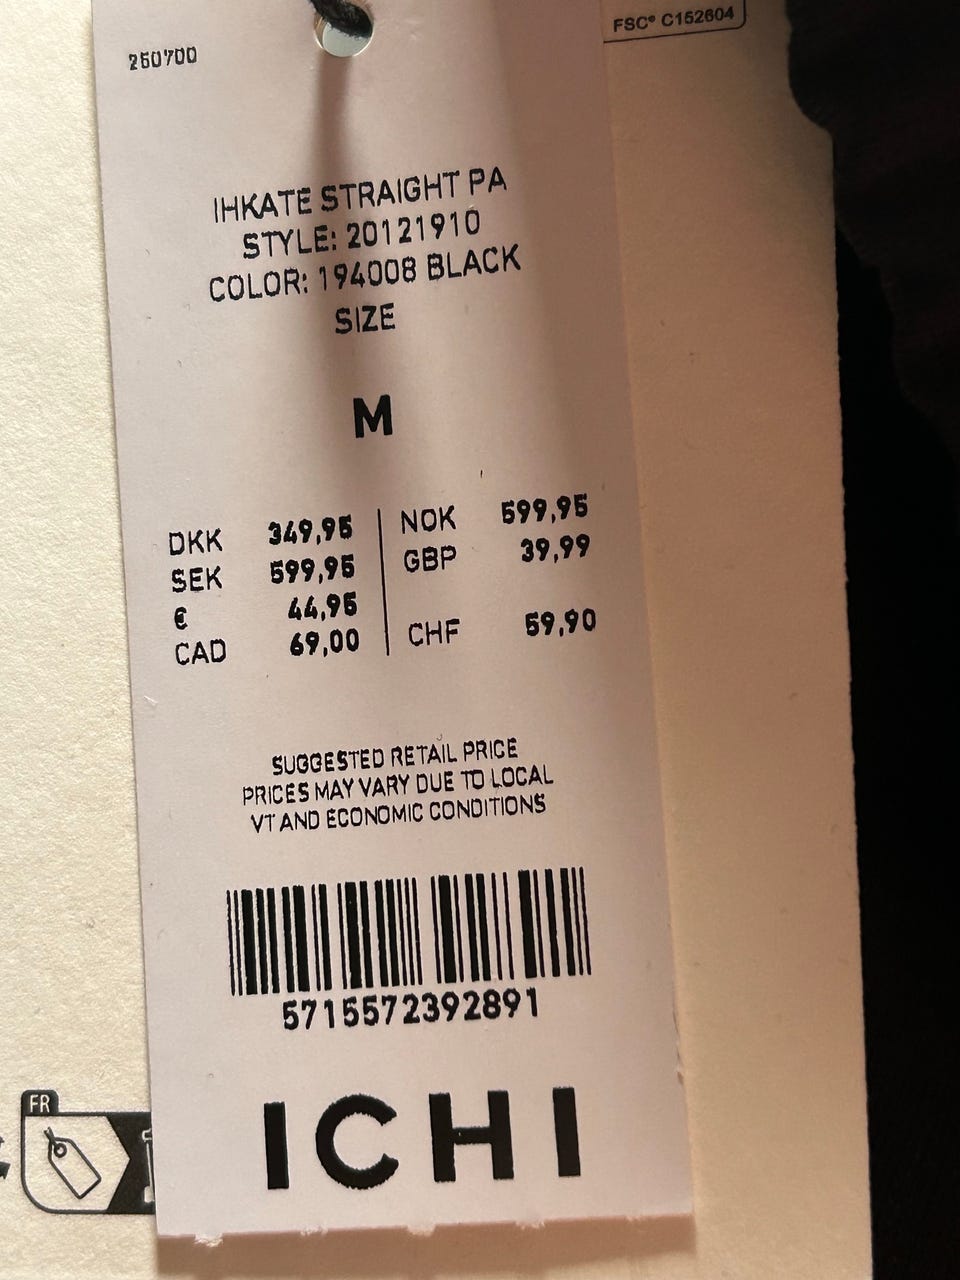 FSC® C152604
250700
IHKATE STRAIGHT PA
STYLE: 20121910
COLOR: 194008 BLACK
SIZE
M
DKK 349,95 NOK 599,95
SEK 599,95 GBP 39,99
€ 44,95
CAD 69,00 CHF 59,90
SUGGESTED RETAIL PRICE
PRICES MAY VARY DUE TO LOCAL
VT AND ECONOMIC CONDITIONS
5715572392891
ICHI
FR